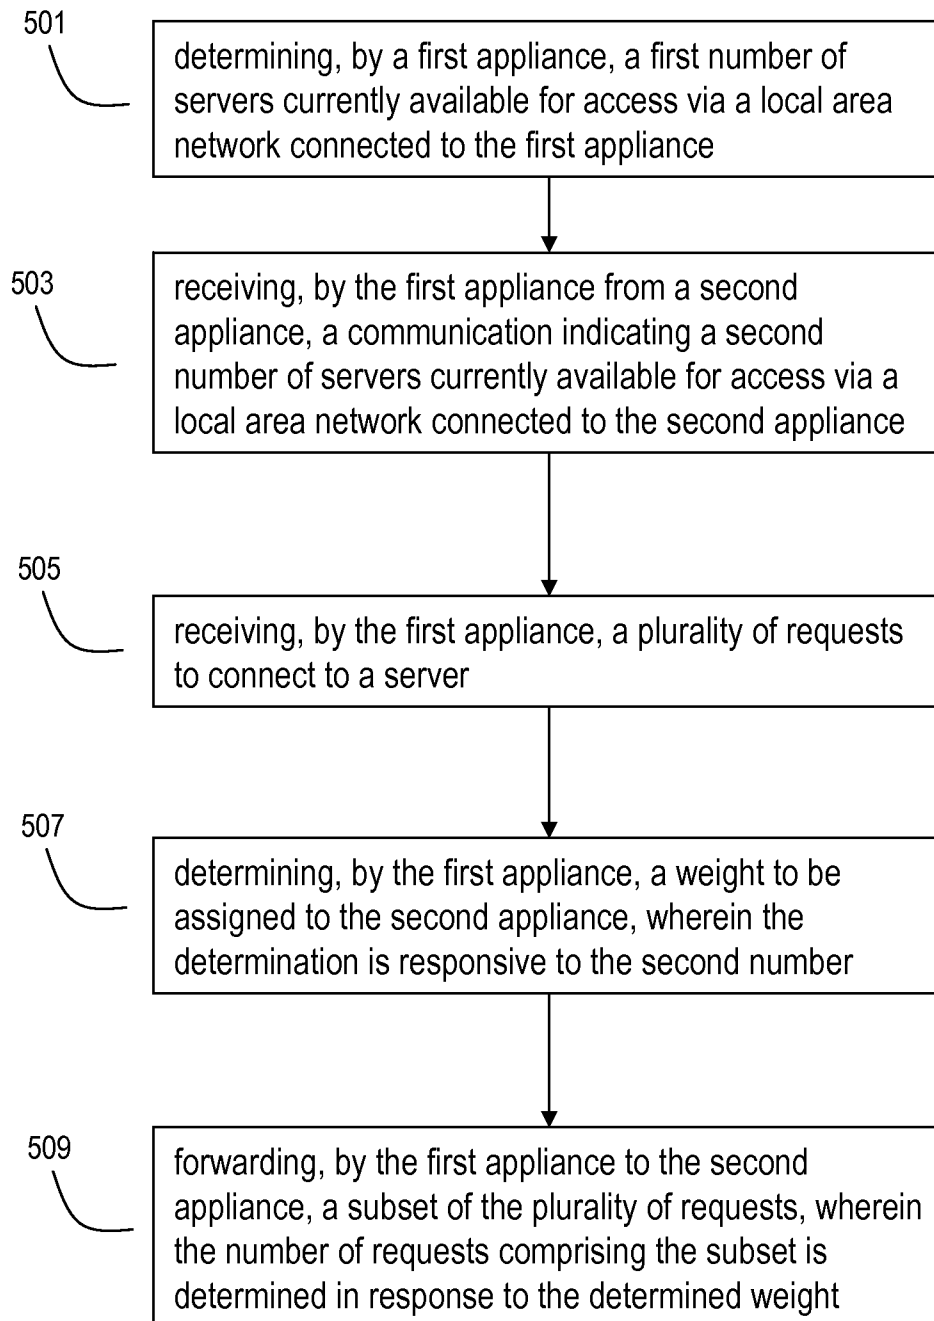 501
determining, by a first appliance, a first number of
servers currently available for access via a local area
network connected to the first appliance
503
receiving, by the first appliance from a second
appliance, a communication indicating a second
number of servers currently available for access via a
local area network connected to the second appliance
505
receiving, by the first appliance, a plurality of requests
to connect to a server
507
determining, by the first appliance, a weight to be
assigned to the second appliance, wherein the
determination is responsive to the second number
509
forwarding, by the first appliance to the second
appliance, a subset of the plurality of requests, wherein
the number of requests comprising the subset is
determined in response to the determined weight